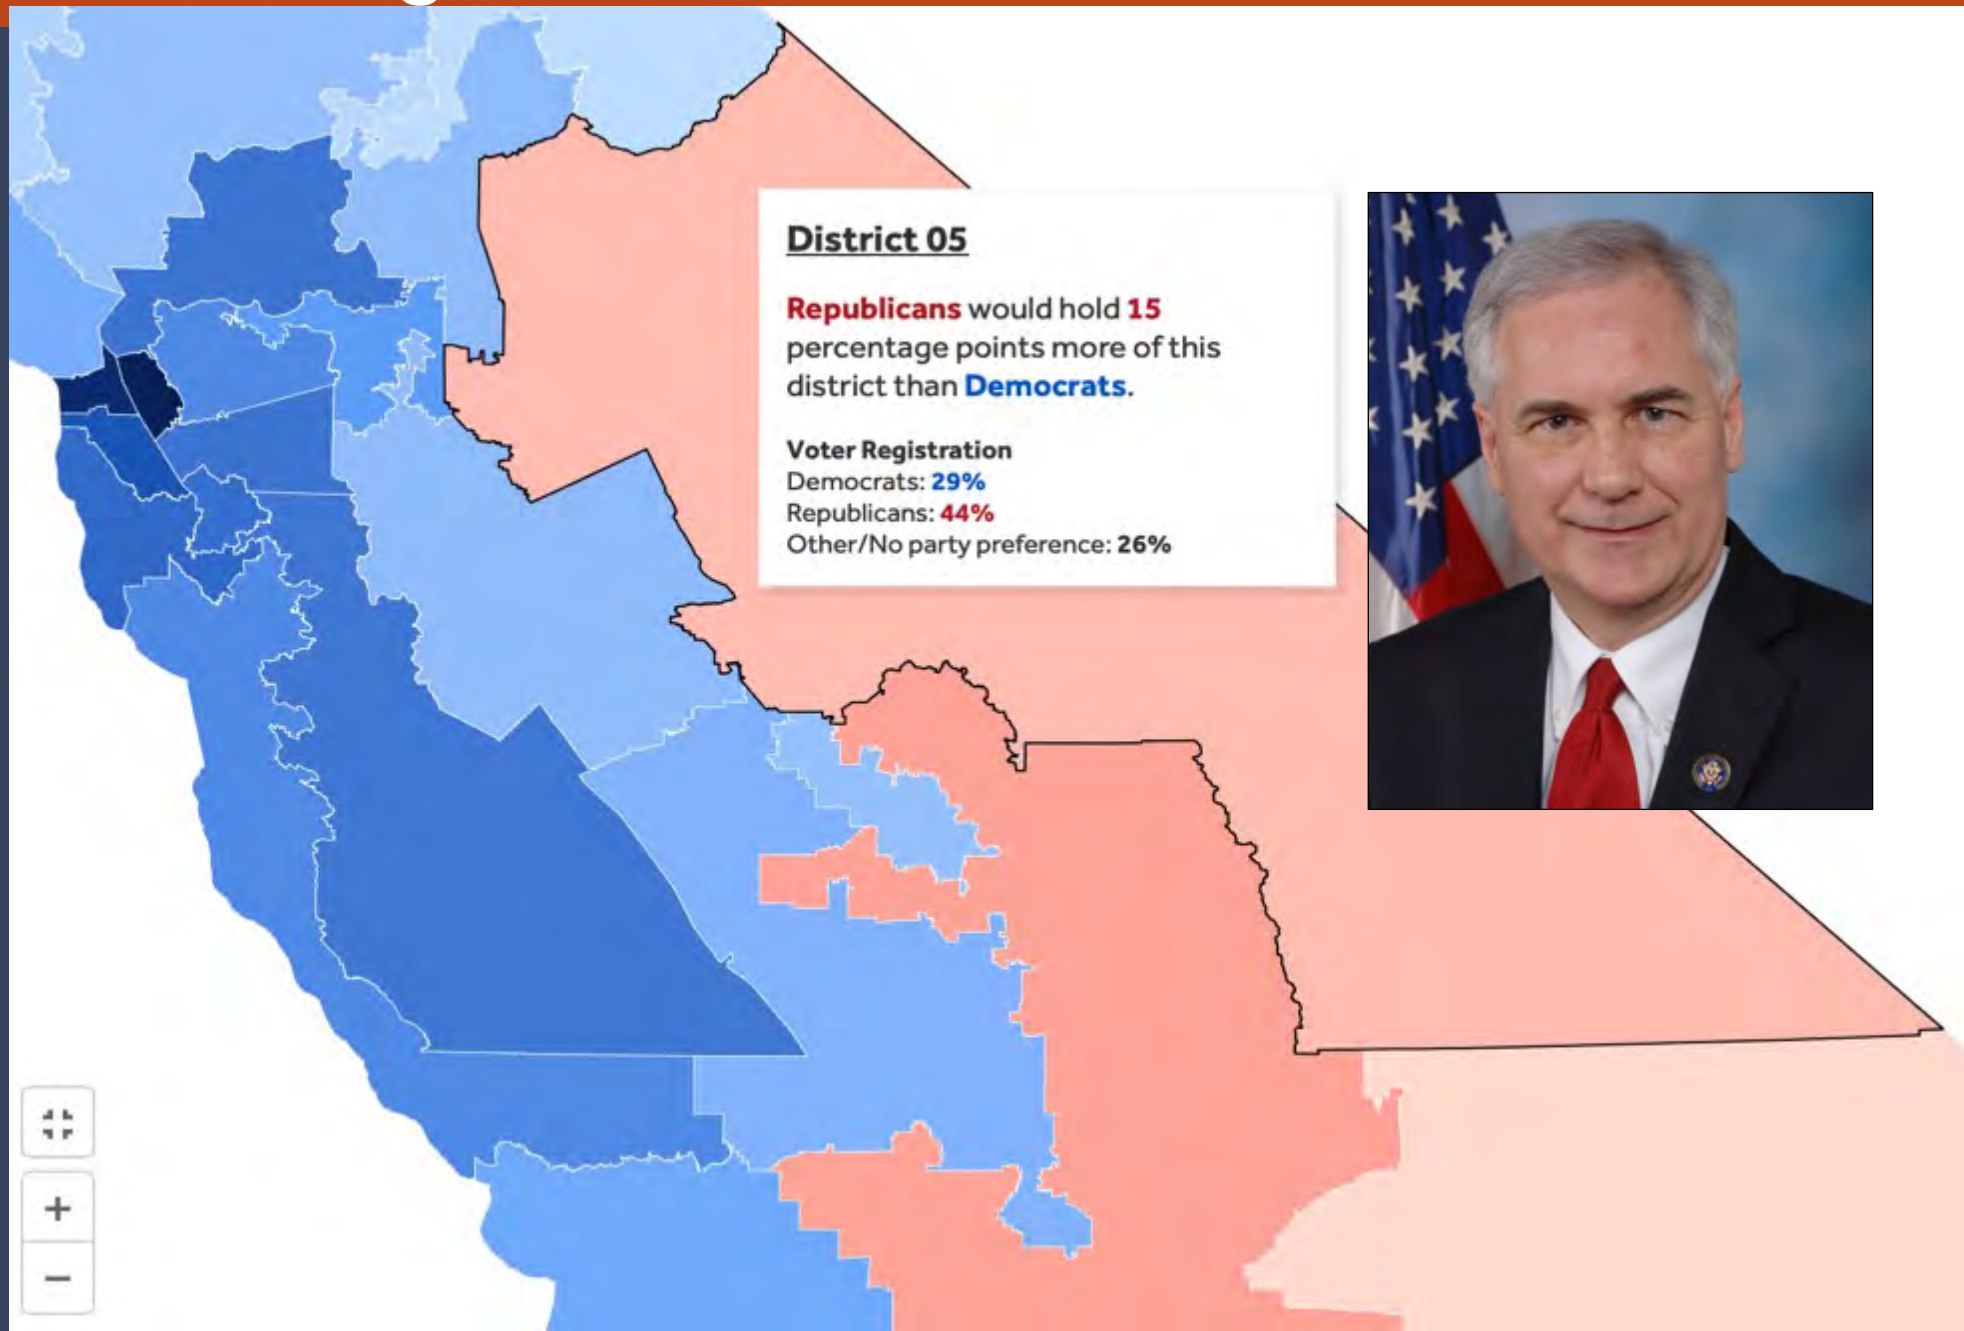 District 05
Republicans would hold 15
percentage points more of this
district than Democrats.
Voter Registration
Democrats: 29%
Republicans: 44%
Other/No party preference: 26%
+
−